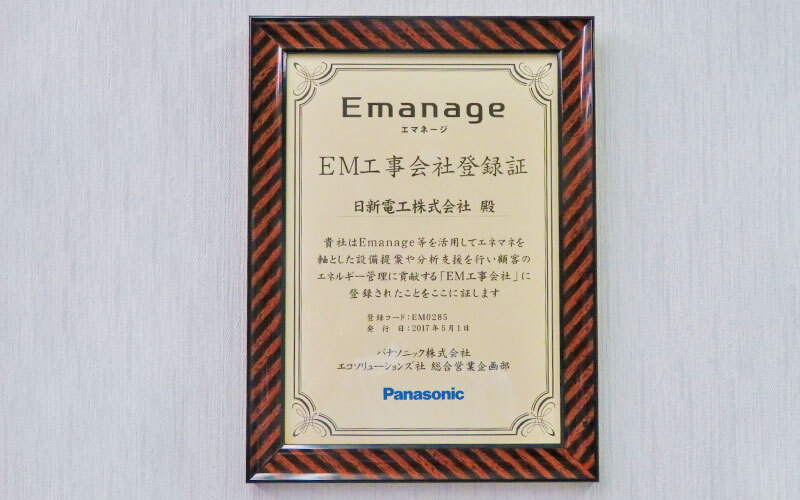 Emanage
エマネージ
EM工事会社登録証
日新電工株式会社 殿
貴社はEmanage等を活用してエネマネを
軸とした設備提案や分析支援を行い顧客の
エネルギー管理に貢献する「EM工事会社」に
登録されたことをここに証します
登録コード：EM0285
発 行 日：2017年5月1日
パナソニック株式会社
エコソリューションズ社 総合営業企画部
Panasonic